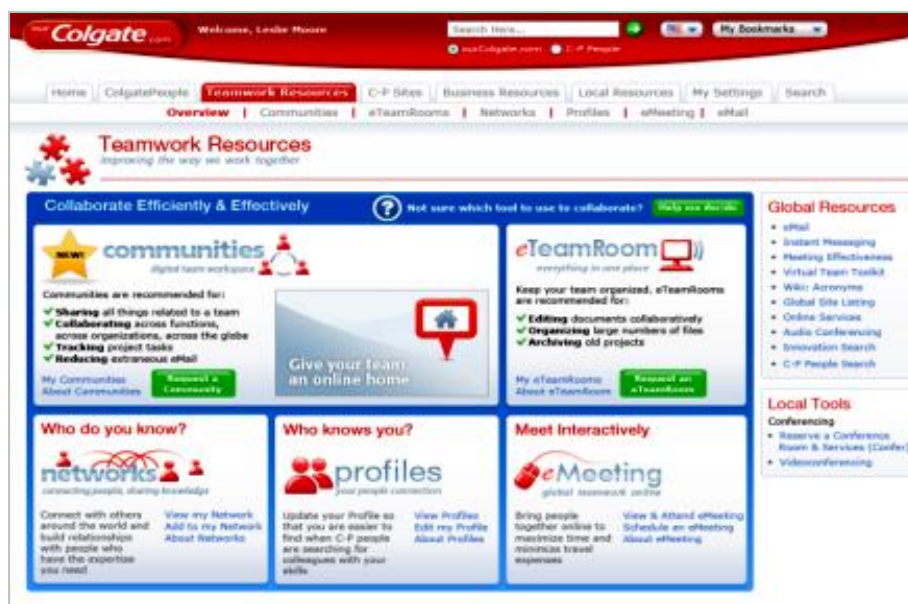 our Colgate.com
Welcome, Leslie Moore
Search Here...
My Bookmarks
ourColgate.com C-P People
Home ColgatePeople Teamwork Resources C-P Sites Business Resources Local Resources My Settings Search
Overview | Communities | eTeamRooms | Networks | Profiles | eMeeting | eMail
Teamwork Resources
improving the way we work together
Collaborate Efficiently & Effectively
? Not sure which tool to use to collaborate? Help me decide
NEW!
communities
digital team workspace
Communities are recommended for:
Sharing all things related to a team
Collaborating across functions,
across organizations, across the globe
Tracking project tasks
Reducing extraneous eMail
My Communities
About Communities
Request a
Community
Give your team
an online home
eTeamRoom
everything in one place
Keep your team organized. eTeamRooms
are recommended for:
Editing documents collaboratively
Organizing large numbers of files
Archiving old projects
My eTeamRooms
About eTeamRoom
Request an
eTeamRoom
Who do you know?
networks
connecting people, sharing knowledge
Connect with others
around the world and
build relationships
with people who
have the expertise
you need
View my Network
Add to my Network
About Networks
Who knows you?
profiles
your people connection
Update your Profile so
that you are easier to
find when C-P people
are searching for
colleagues with your
skills
View Profiles
Edit my Profile
About Profiles
Meet Interactively
eMeeting
global teamwork online
Bring people
together online to
maximize time and
minimize travel
expenses
View & Attend eMeeting
Schedule an eMeeting
About eMeeting
Global Resources
eMail
Instant Messaging
Meeting Effectiveness
Virtual Team Toolkit
Wiki: Acronyms
Global Site Listing
Online Services
Audio Conferencing
Innovation Search
C-P People Search
Local Tools
Conferencing
Reserve a Conference
Room & Services (Confer)
Videoconferencing